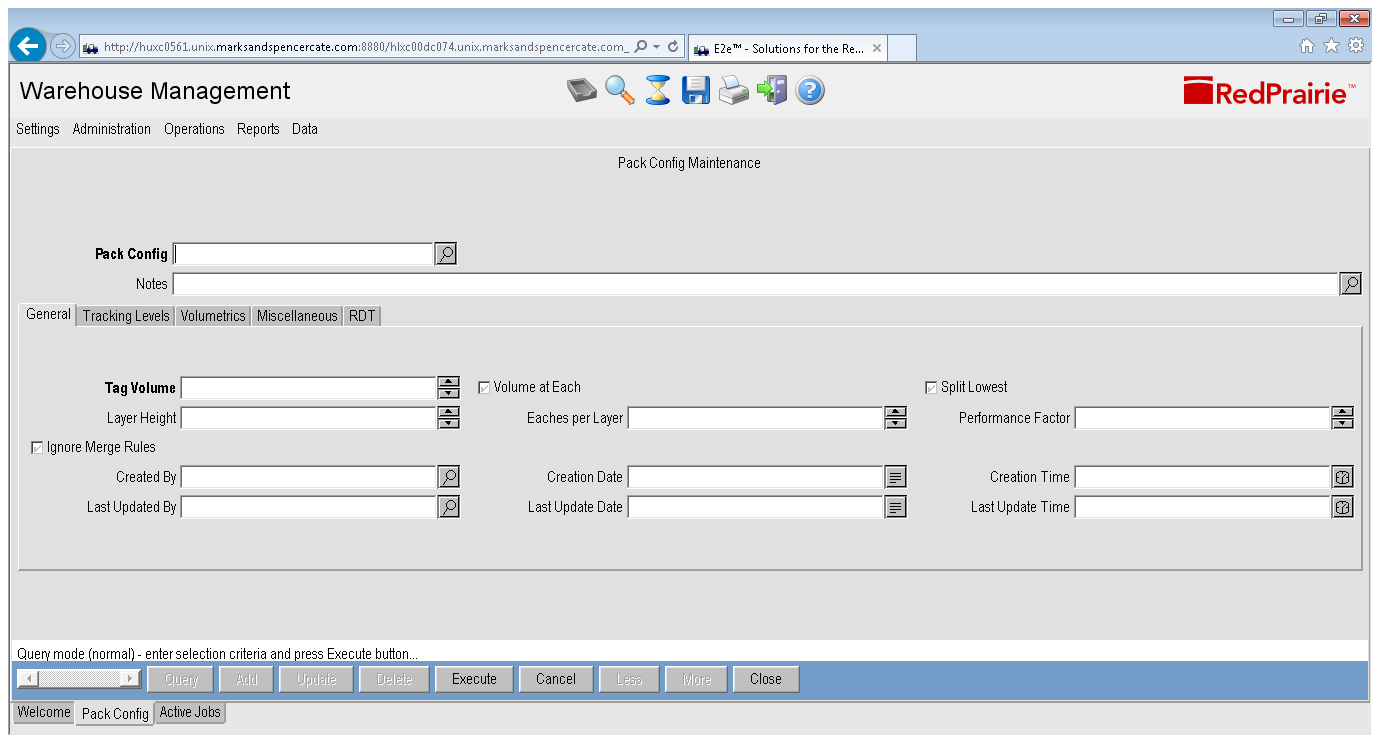 http://huxc0561.unix.marksandspencercate.com:8880/hlxc00dc074.unix.marksandspencercate.com_
E2e™ - Solutions for the Re...
Warehouse Management
RedPrairie™
Settings Administration Operations Reports Data
Pack Config Maintenance
Pack Config
Notes
General Tracking Levels Volumetrics Miscellaneous RDT
Tag Volume Volume at Each Split Lowest
Layer Height Eaches per Layer Performance Factor
Ignore Merge Rules
Created By Creation Date Creation Time
Last Updated By Last Update Date Last Update Time
Query mode (normal) - enter selection criteria and press Execute button...
Query Add Update Delete Execute Cancel Less More Close
Welcome Pack Config Active Jobs